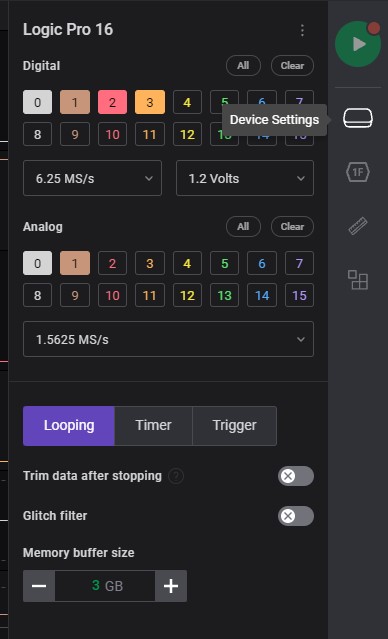 Logic Pro 16
Digital
All
Clear
0 1 2 3 4 5 6 7
Device Settings
8 9 10 11 12 13 14 15
6.25 MS/s
1.2 Volts
1F
Analog
All
Clear
0 1 2 3 4 5 6 7
8 9 10 11 12 13 14 15
1.5625 MS/s
Looping
Timer
Trigger
Trim data after stopping ?
Glitch filter
Memory buffer size
3 GB